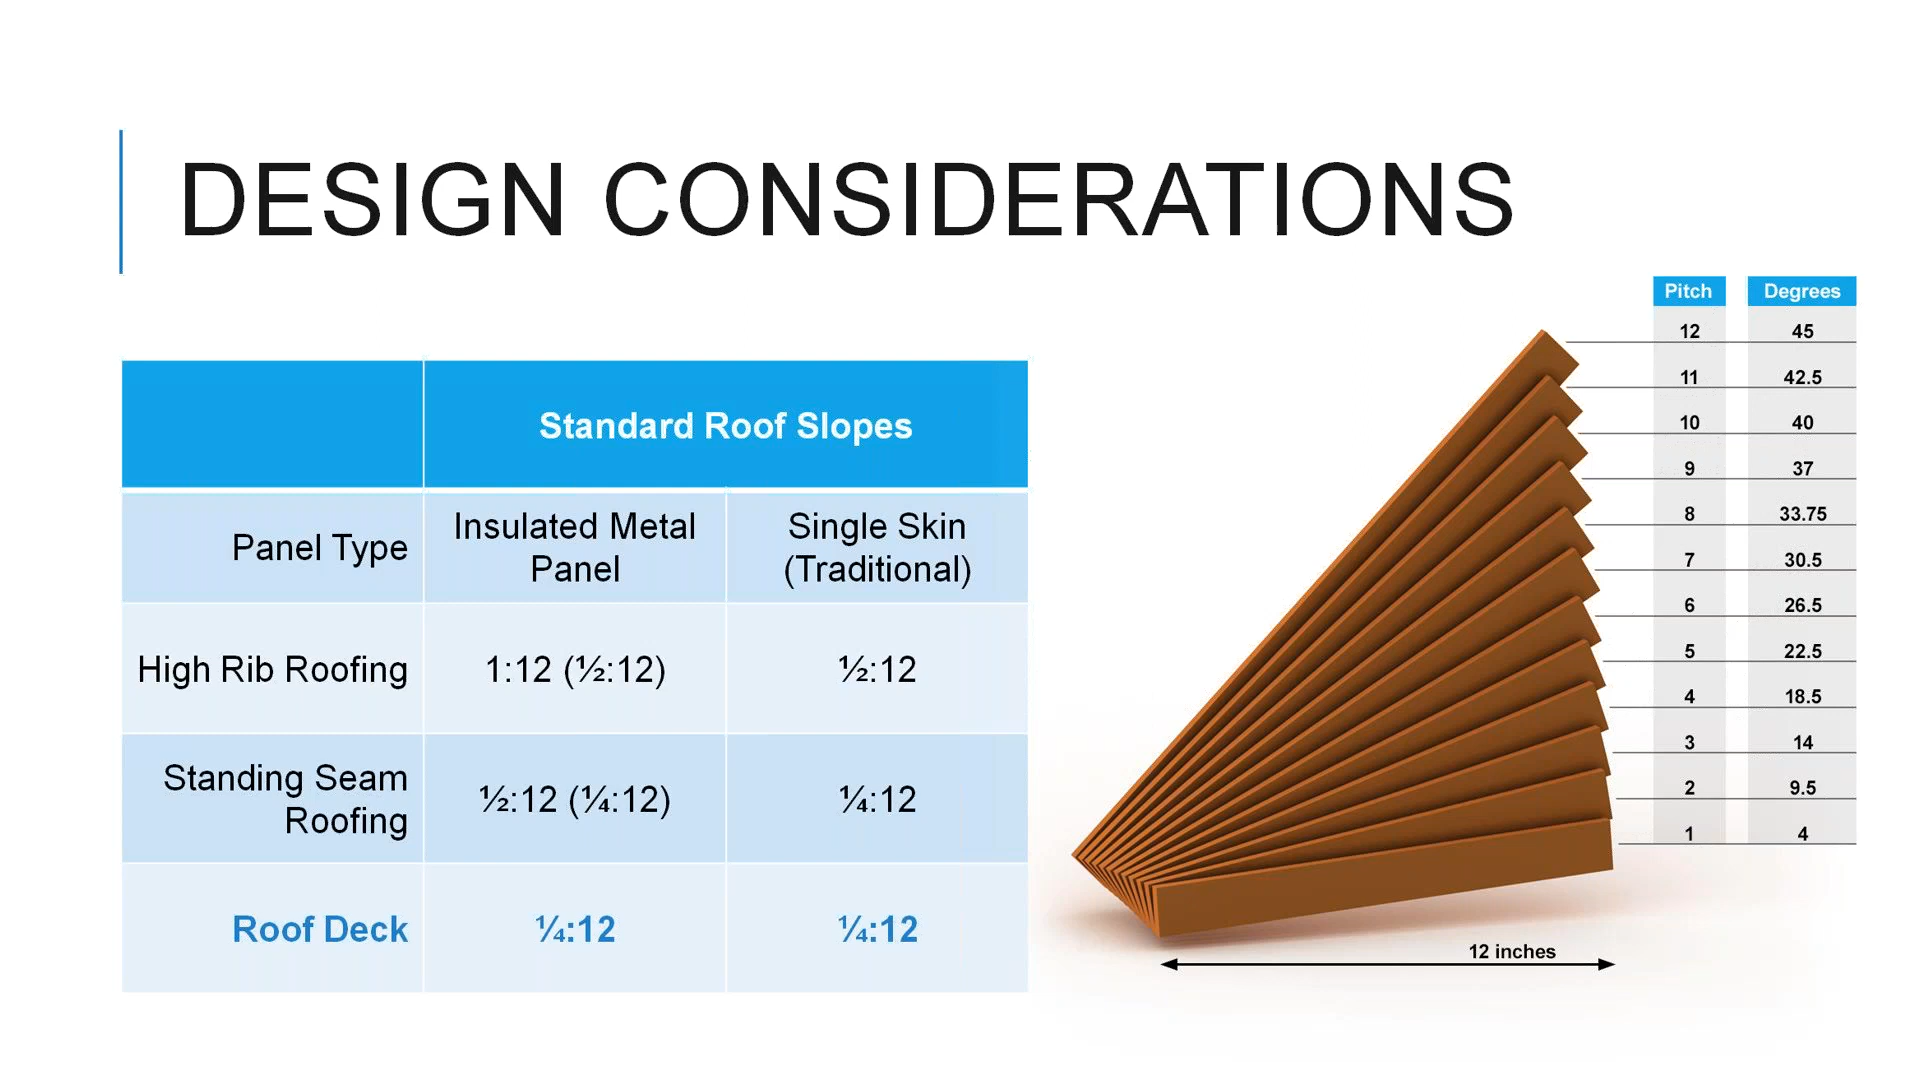 DESIGN CONSIDERATIONS
Standard Roof Slopes
Panel Type
Insulated Metal
Panel
Single Skin
(Traditional)
High Rib Roofing
1:12 (½:12)
½:12
Standing Seam
Roofing
½:12 (¼:12)
¼:12
Roof Deck
¼:12
¼:12
Pitch Degrees
12 45
11 42.5
10 40
9 37
8 33.75
7 30.5
6 26.5
5 22.5
4 18.5
3 14
2 9.5
1 4
12 inches